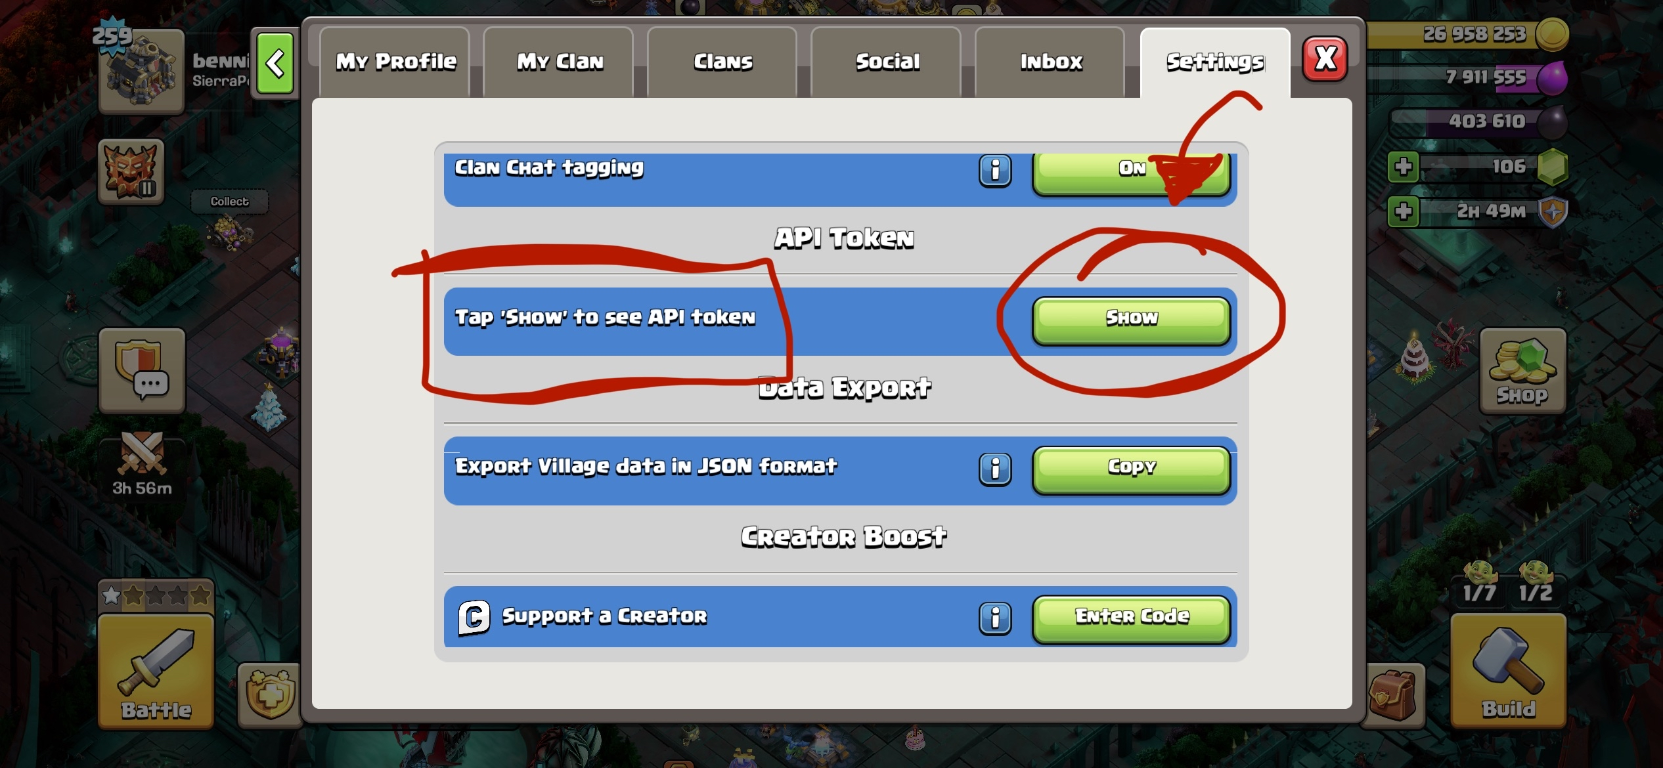 259
benni
SierraP
My Profile
My Clan
Clans
Social
Inbox
Settings
X
26 958 253
7 911 555
403 610
106
2h 49m
Collect
Clan Chat tagging
i
On
API Token
Tap 'Show' to see API token
Show
Data Export
Export Village data in JSON format
i
Copy
Creator Boost
C
Support a Creator
i
Enter Code
3h 56m
Battle
Shop
1/7
1/2
Build